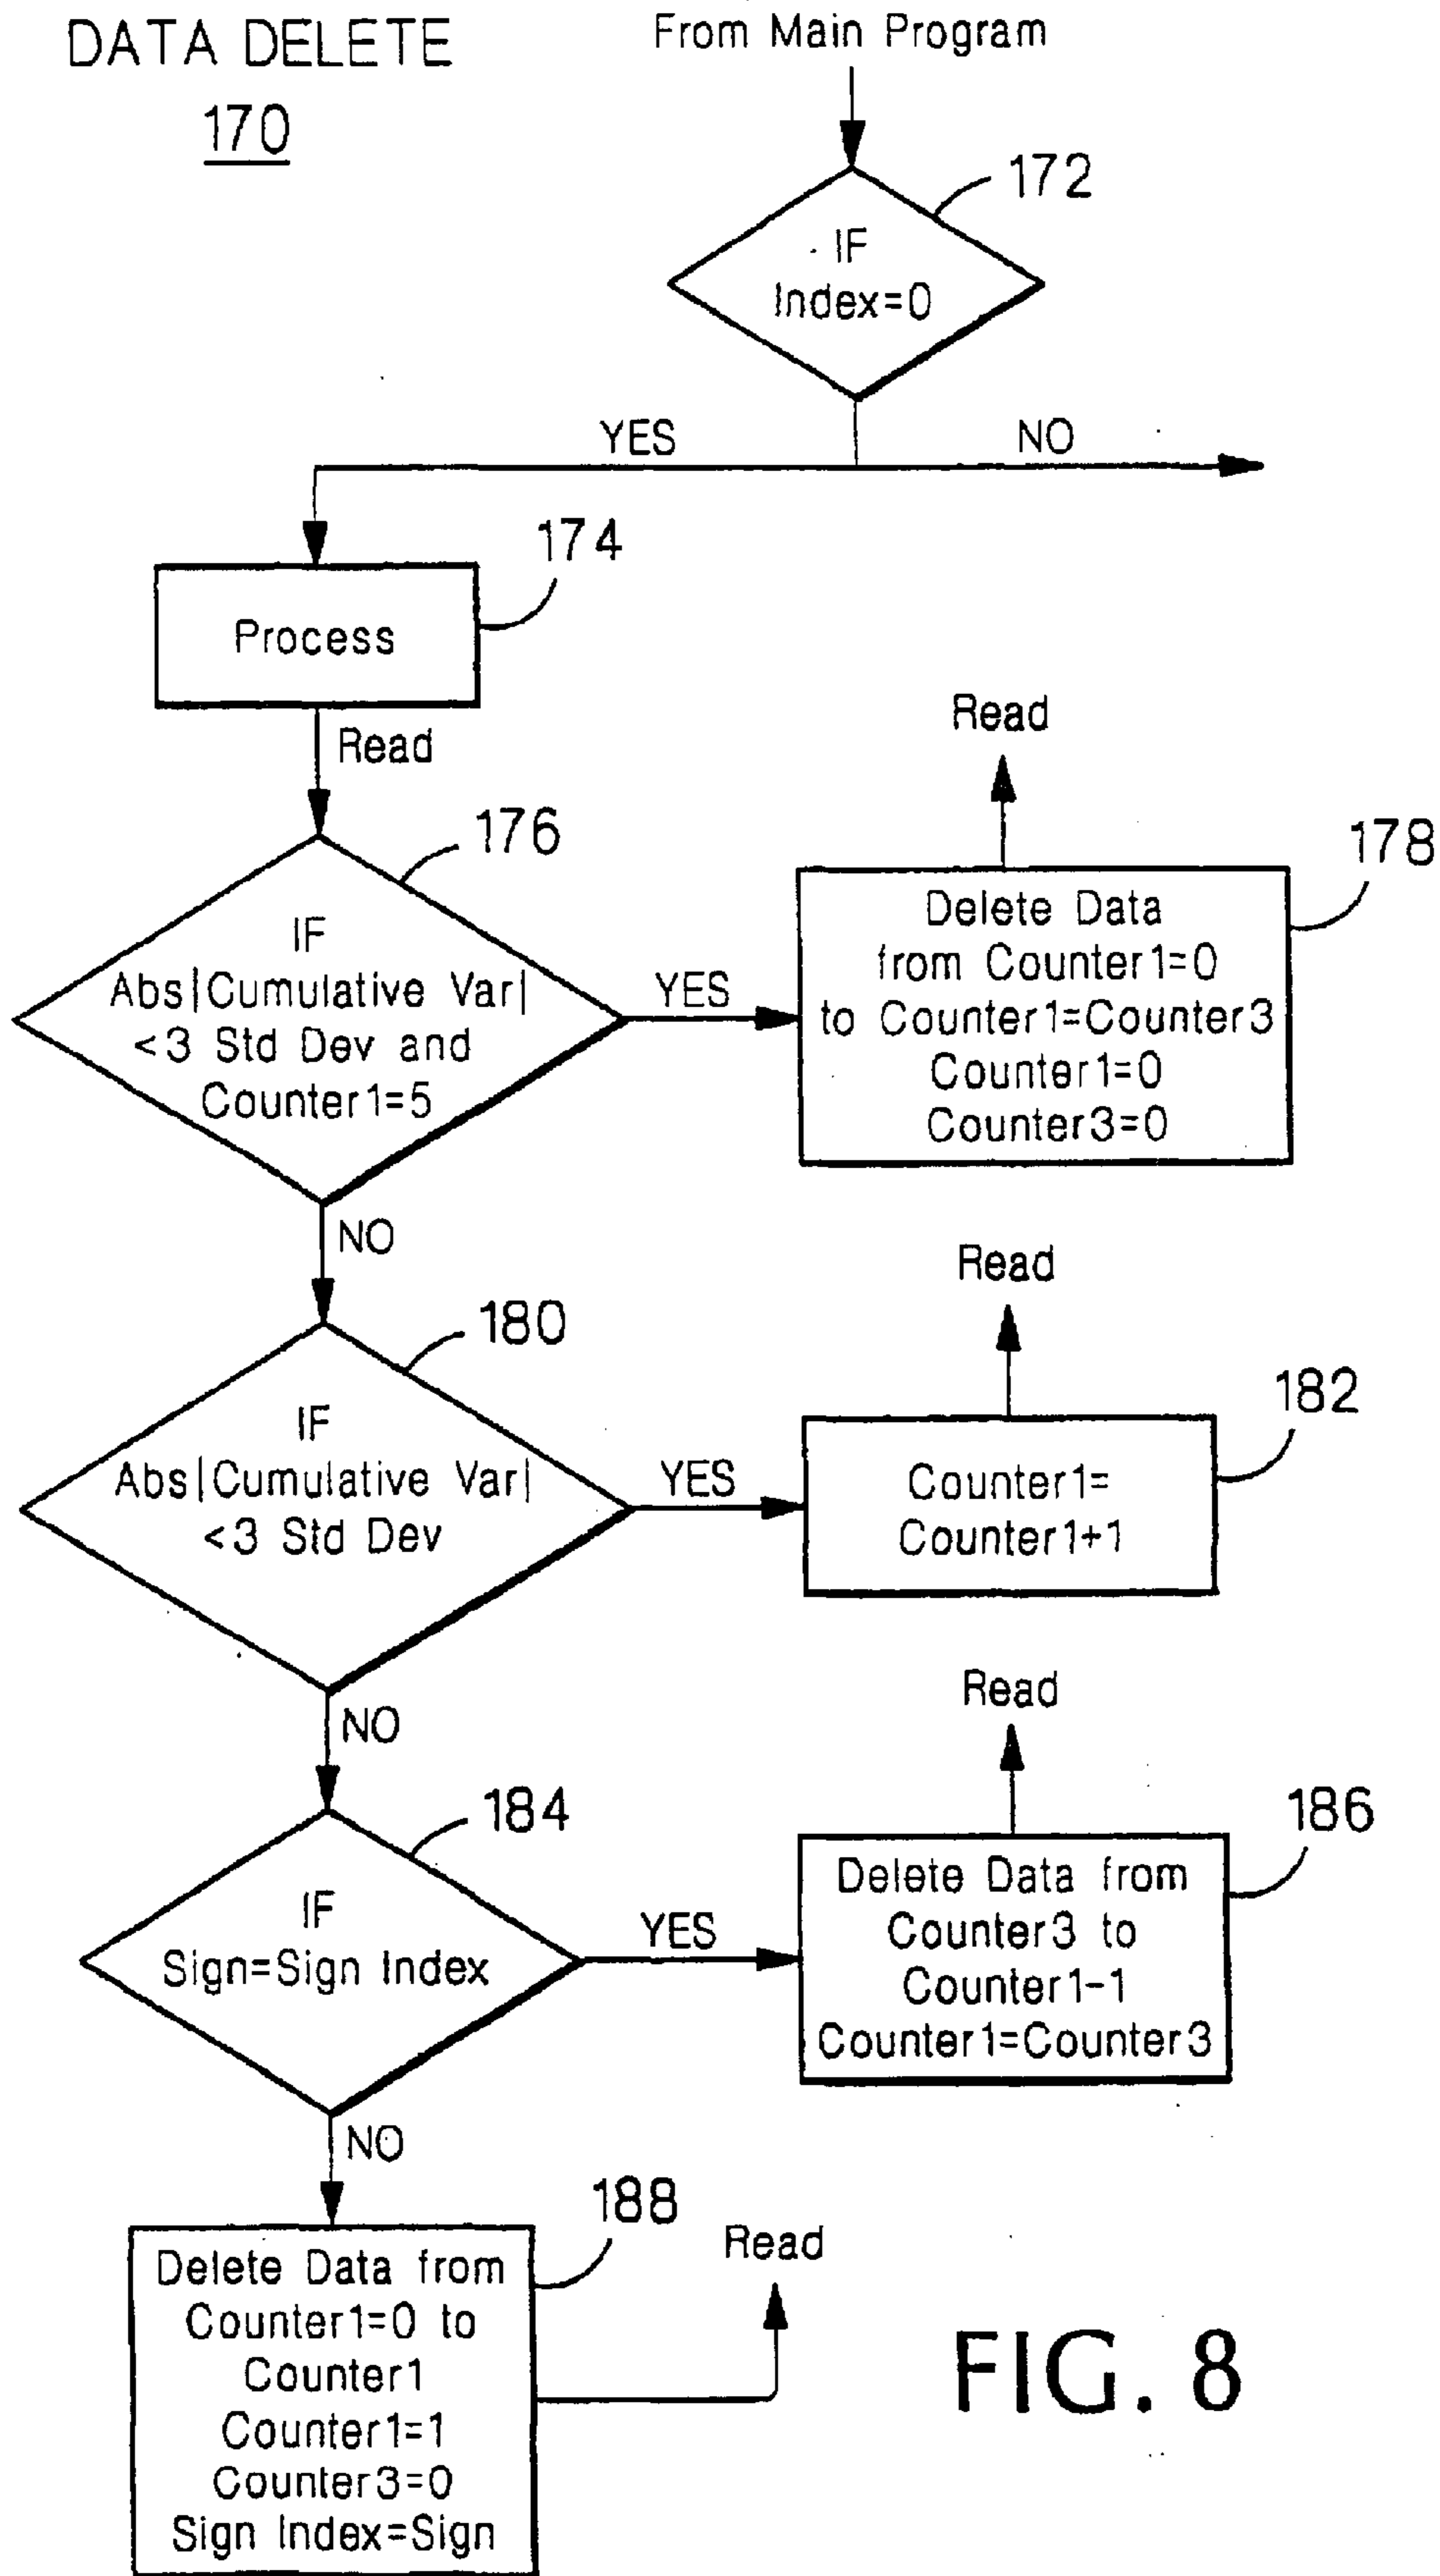 DATA DELETE
170
From Main Program
172
IF
Index=0
YES
NO
174
Process
Read
176
IF
Abs|Cumulative Var|
<3 Std Dev and
Counter1=5
YES
Read
178
Delete Data
from Counter1=0
to Counter1=Counter3
Counter1=0
Counter3=0
NO
180
IF
Abs|Cumulative Var|
<3 Std Dev
YES
Read
182
Counter1=
Counter1+1
NO
184
IF
Sign=Sign Index
YES
Read
186
Delete Data from
Counter3 to
Counter1-1
Counter1=Counter3
NO
188
Delete Data from
Counter1=0 to
Counter1
Counter1=1
Counter3=0
Sign Index=Sign
Read
FIG. 8